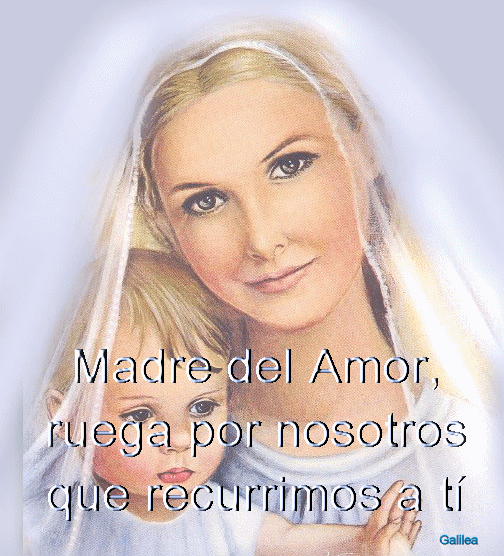 Madre del Amor,
ruega por nosotros
que recurrimos a tí
Galilea